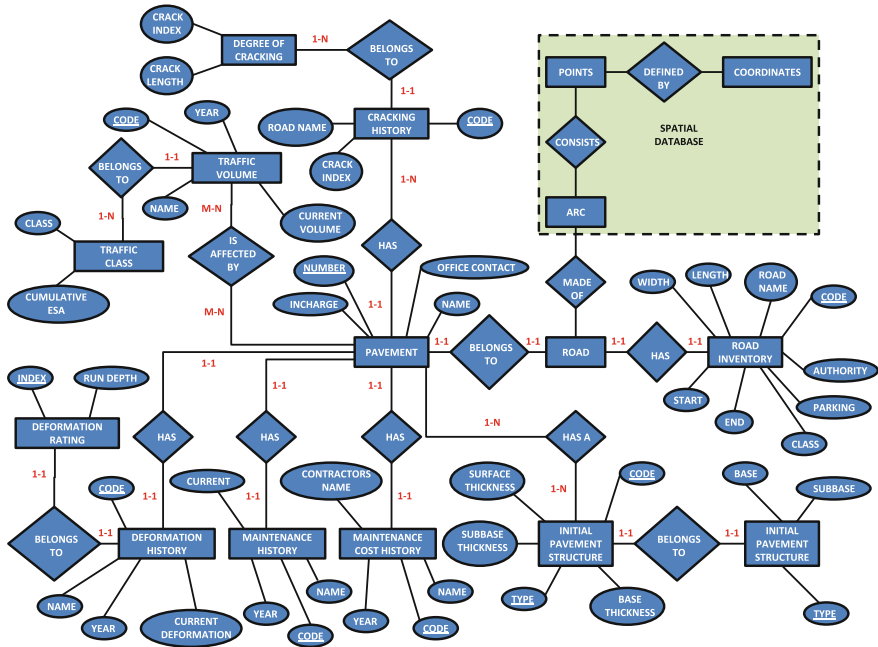 CRACK
INDEX
DEGREE OF
CRACKING
1-N
BELONGS
TO
CRACK
LENGTH
1-1
POINTS
DEFINED
BY
COORDINATES
CODE
YEAR
ROAD NAME
CRACKING
HISTORY
CODE
CONSISTS
SPATIAL
DATABASE
BELONGS
TO
1-1
TRAFFIC
VOLUME
CRACK
INDEX
1-N
NAME
M-N
CURRENT
VOLUME
ARC
1-N
CLASS
TRAFFIC
CLASS
IS
AFFECTED
BY
HAS
CUMULATIVE
ESA
NUMBER
OFFICE CONTACT
MADE
OF
WIDTH
LENGTH
ROAD
NAME
CODE
INCHARGE
1-1
NAME
M-N
1-1
PAVEMENT
1-1
BELONGS
TO
1-1
ROAD
1-1
HAS
1-1
ROAD
INVENTORY
AUTHORITY
INDEX
RUN DEPTH
1-1
1-1
START
PARKING
END
CLASS
DEFORMATION
RATING
HAS
HAS
HAS
1-N
HAS A
1-1
CODE
CURRENT
CONTRACTORS
NAME
SURFACE
THICKNESS
1-N
CODE
BASE
SUBBASE
1-1
1-1
1-1
BELONGS
TO
1-1
DEFORMATION
HISTORY
MAINTENANCE
HISTORY
MAINTENANCE
COST HISTORY
SUBBASE
THICKNESS
INITIAL
PAVEMENT
STRUCTURE
1-1
BELONGS
TO
1-1
INITIAL
PAVEMENT
STRUCTURE
NAME
YEAR
CURRENT
DEFORMATION
YEAR
CODE
NAME
YEAR
CODE
NAME
TYPE
BASE
THICKNESS
TYPE